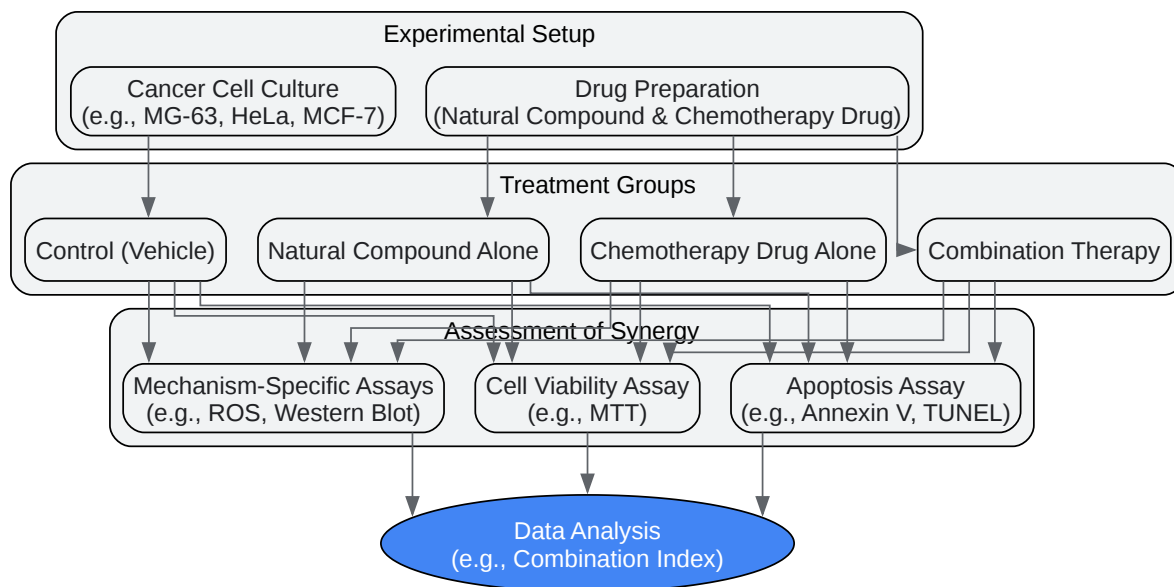 Experimental Setup
Cancer Cell Culture
(e.g., MG-63, HeLa, MCF-7)
Drug Preparation
(Natural Compound & Chemotherapy Drug)
Treatment Groups
Control (Vehicle)
Natural Compound Alone
Chemotherapy Drug Alone
Combination Therapy
Assessment of Synergy
Mechanism-Specific Assays
(e.g., ROS, Western Blot)
Cell Viability Assay
(e.g., MTT)
Apoptosis Assay
(e.g., Annexin V, TUNEL)
Data Analysis
(e.g., Combination Index)